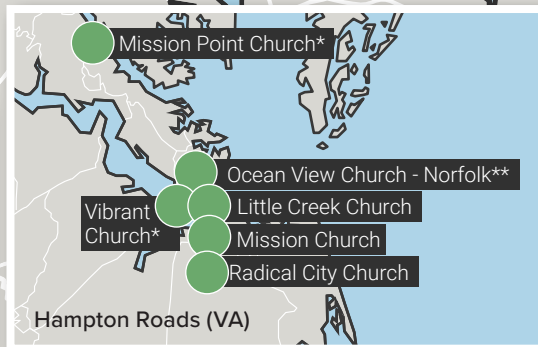 Mission Point Church*
Ocean View Church - Norfolk**
Vibrant
Church*
Little Creek Church
Mission Church
Radical City Church
Hampton Roads (VA)